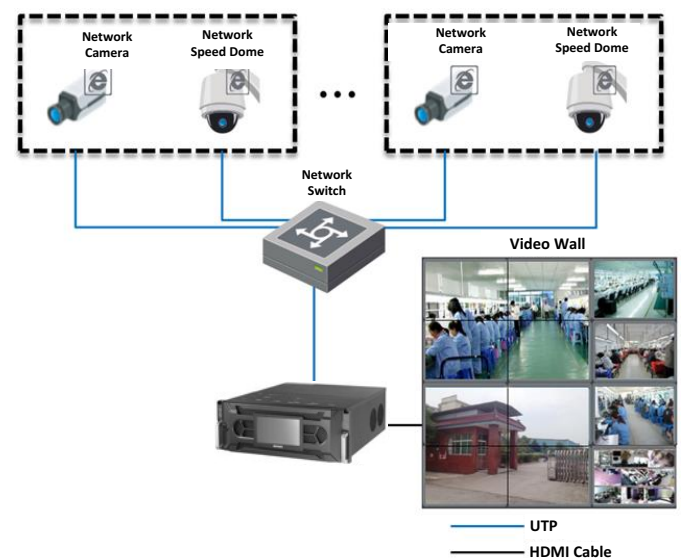 Network
Camera
Network
Speed Dome
Network
Camera
Network
Speed Dome
Network
Switch
Video Wall
UTP
HDMI Cable